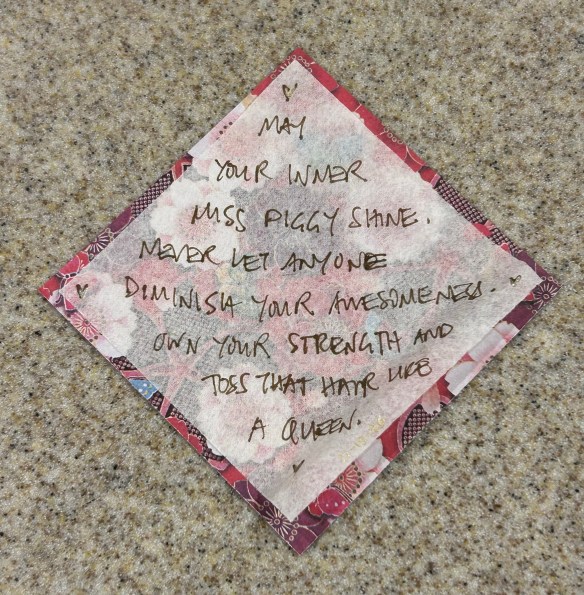 MAY
YOUR INNER
MISS PIGGY SHINE.
NEVER LET ANYONE
DIMINISH YOUR AWESOMENESS.
OWN YOUR STRENGTH AND
TOSS THAT HAIR LIKE
A QUEEN.